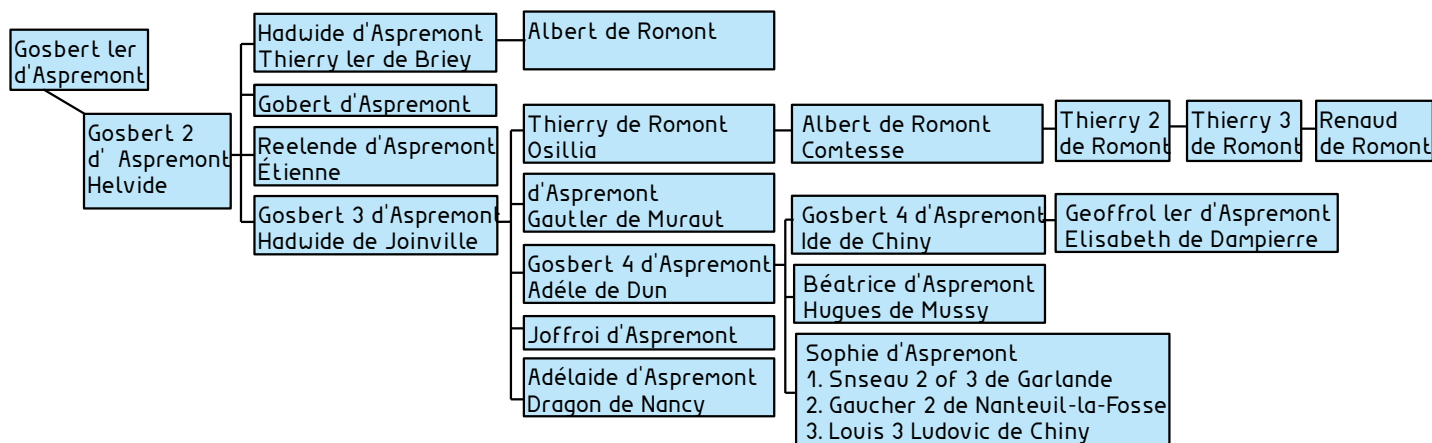 Gosbert ler
d'Aspremont
Gosbert 2
d' Aspremont
Helvide
Hadwide d'Aspremont
Thierry ler de Briey
Albert de Romont
Gobert d'Aspremont
Reelende d'Aspremont
Étienne
Gosbert 3 d'Aspremont
Hadwide de Joinville
Thierry de Romont
Osillia
Albert de Romont
Comtesse
Thierry 2
de Romont
Thierry 3
de Romont
Renaud
de Romont
d'Aspremont
Gautler de Muraut
Gosbert 4 d'Aspremont
Adéle de Dun
Gosbert 4 d'Aspremont
Ide de Chiny
Geoffrol ler d'Aspremont
Elisabeth de Dampierre
Béatrice d'Aspremont
Hugues de Mussy
Sophie d'Aspremont
1. Snseau 2 of 3 de Garlande
2. Gaucher 2 de Nanteuil-la-Fosse
3. Louis 3 Ludovic de Chiny
Joffroi d'Aspremont
Adélaide d'Aspremont
Dragon de Nancy